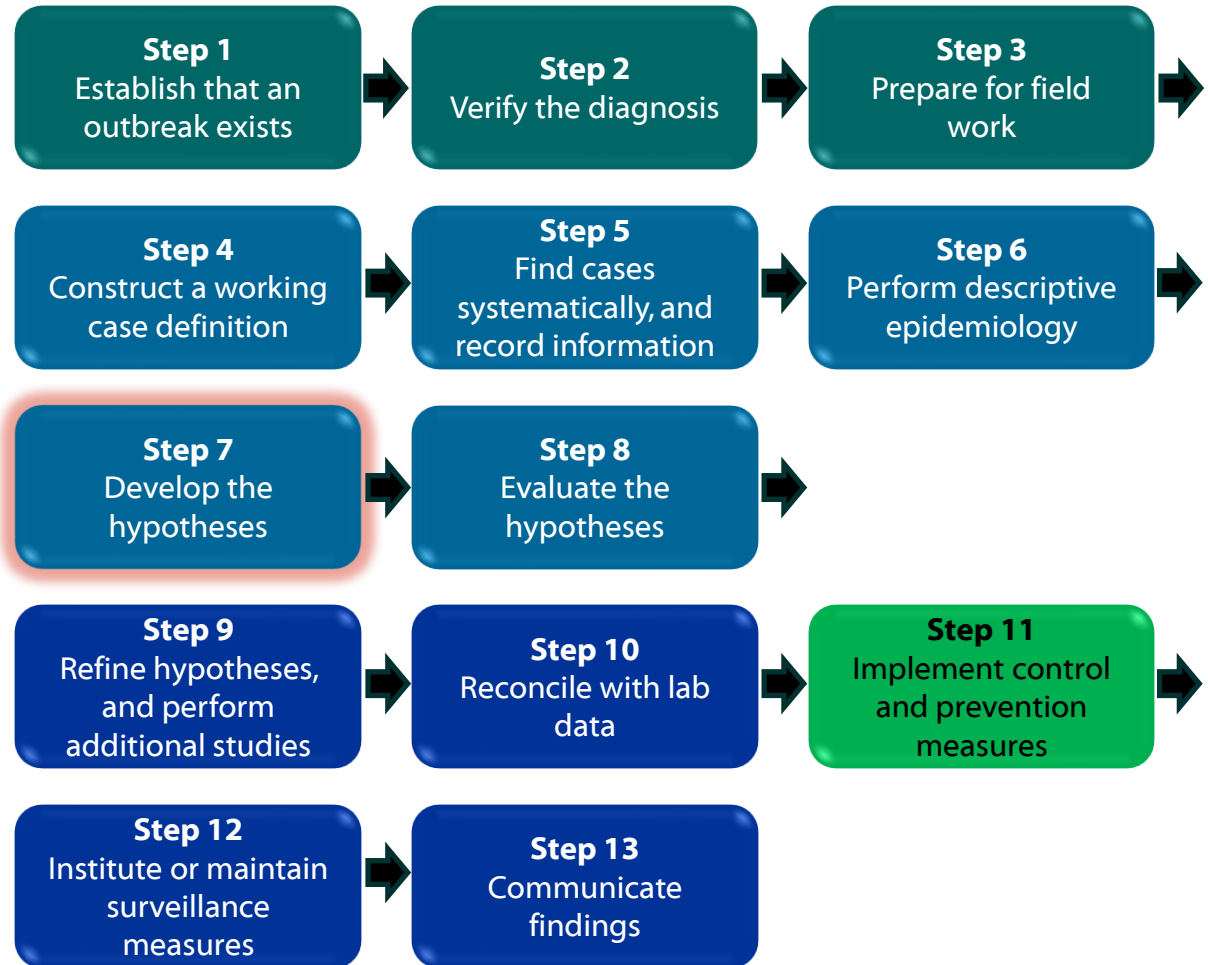 Step 1
Establish that an
outbreak exists
Step 2
Verify the diagnosis
Step 3
Prepare for field
work
Step 4
Construct a working
case definition
Step 5
Find cases
systematically, and
record information
Step 6
Perform descriptive
epidemiology
Step 7
Develop the
hypotheses
Step 8
Evaluate the
hypotheses
Step 9
Refine hypotheses,
and perform
additional studies
Step 10
Reconcile with lab
data
Step 11
Implement control
and prevention
measures
Step 12
Institute or maintain
surveillance
measures
Step 13
Communicate
findings